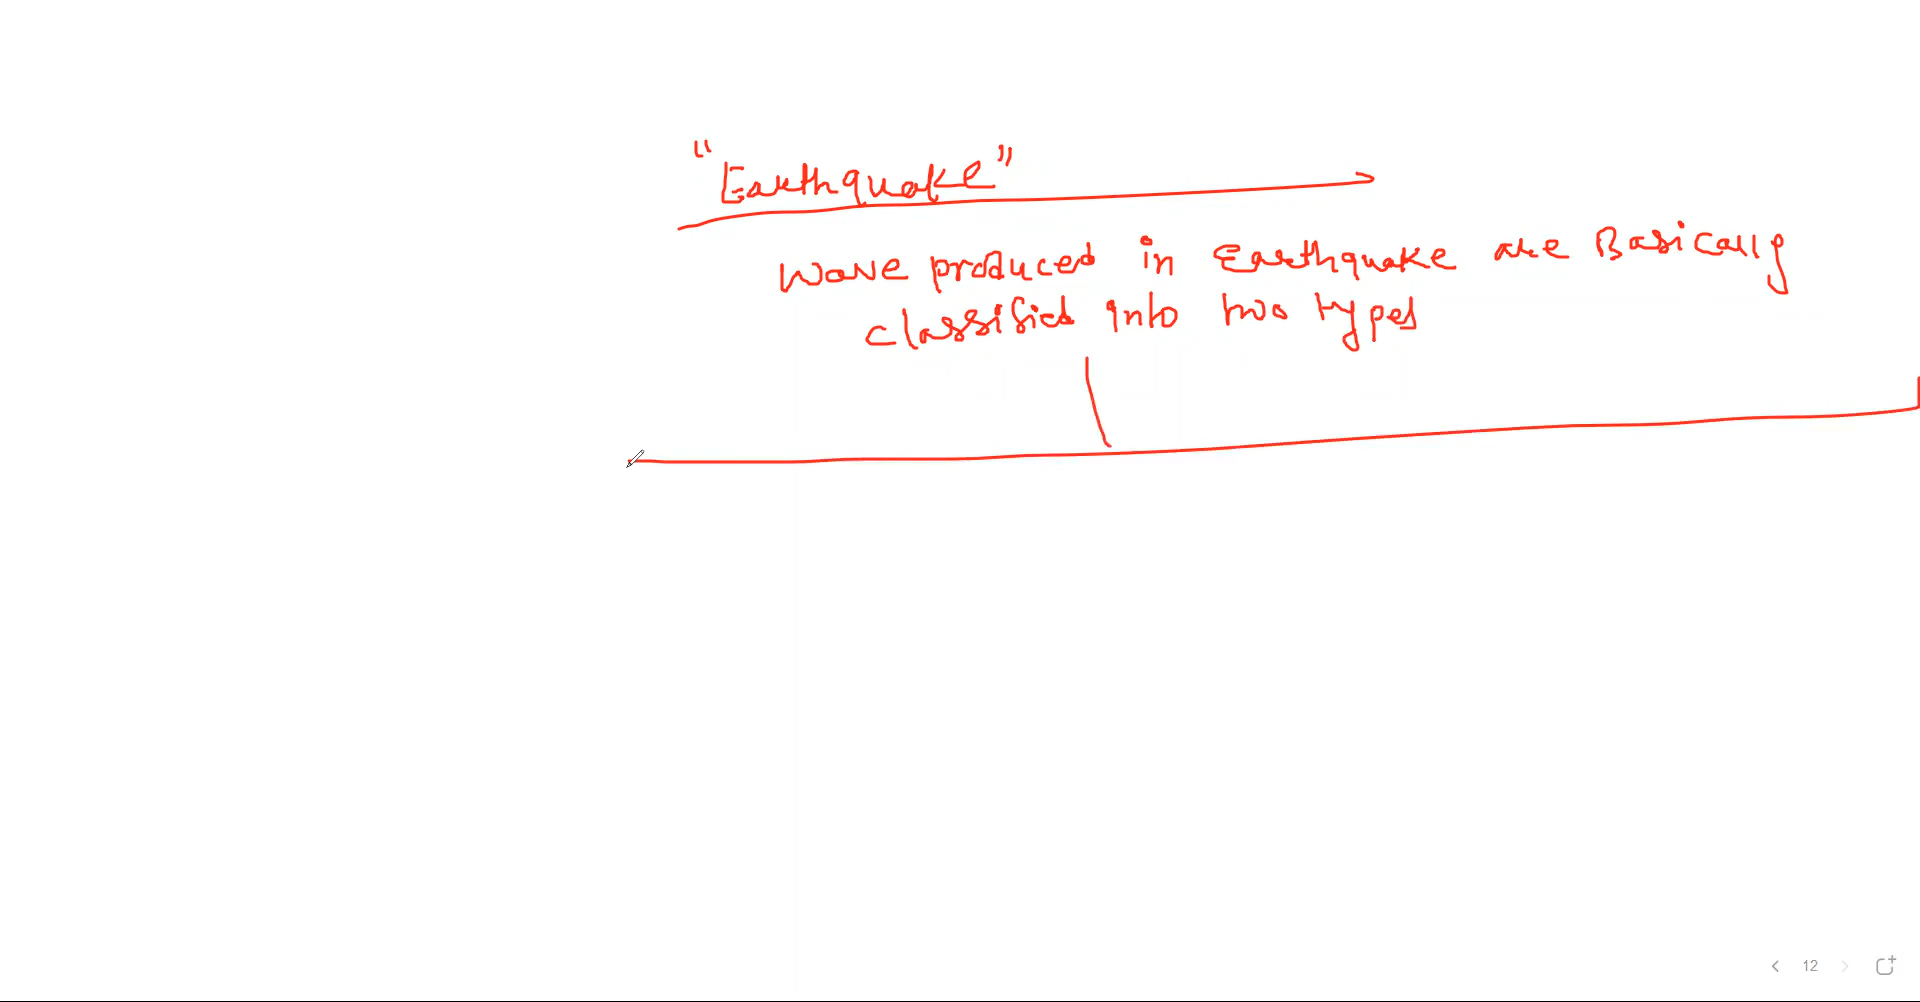 "Earthquake"
Wave produced in Earthquake are Basically
classified into two types
12